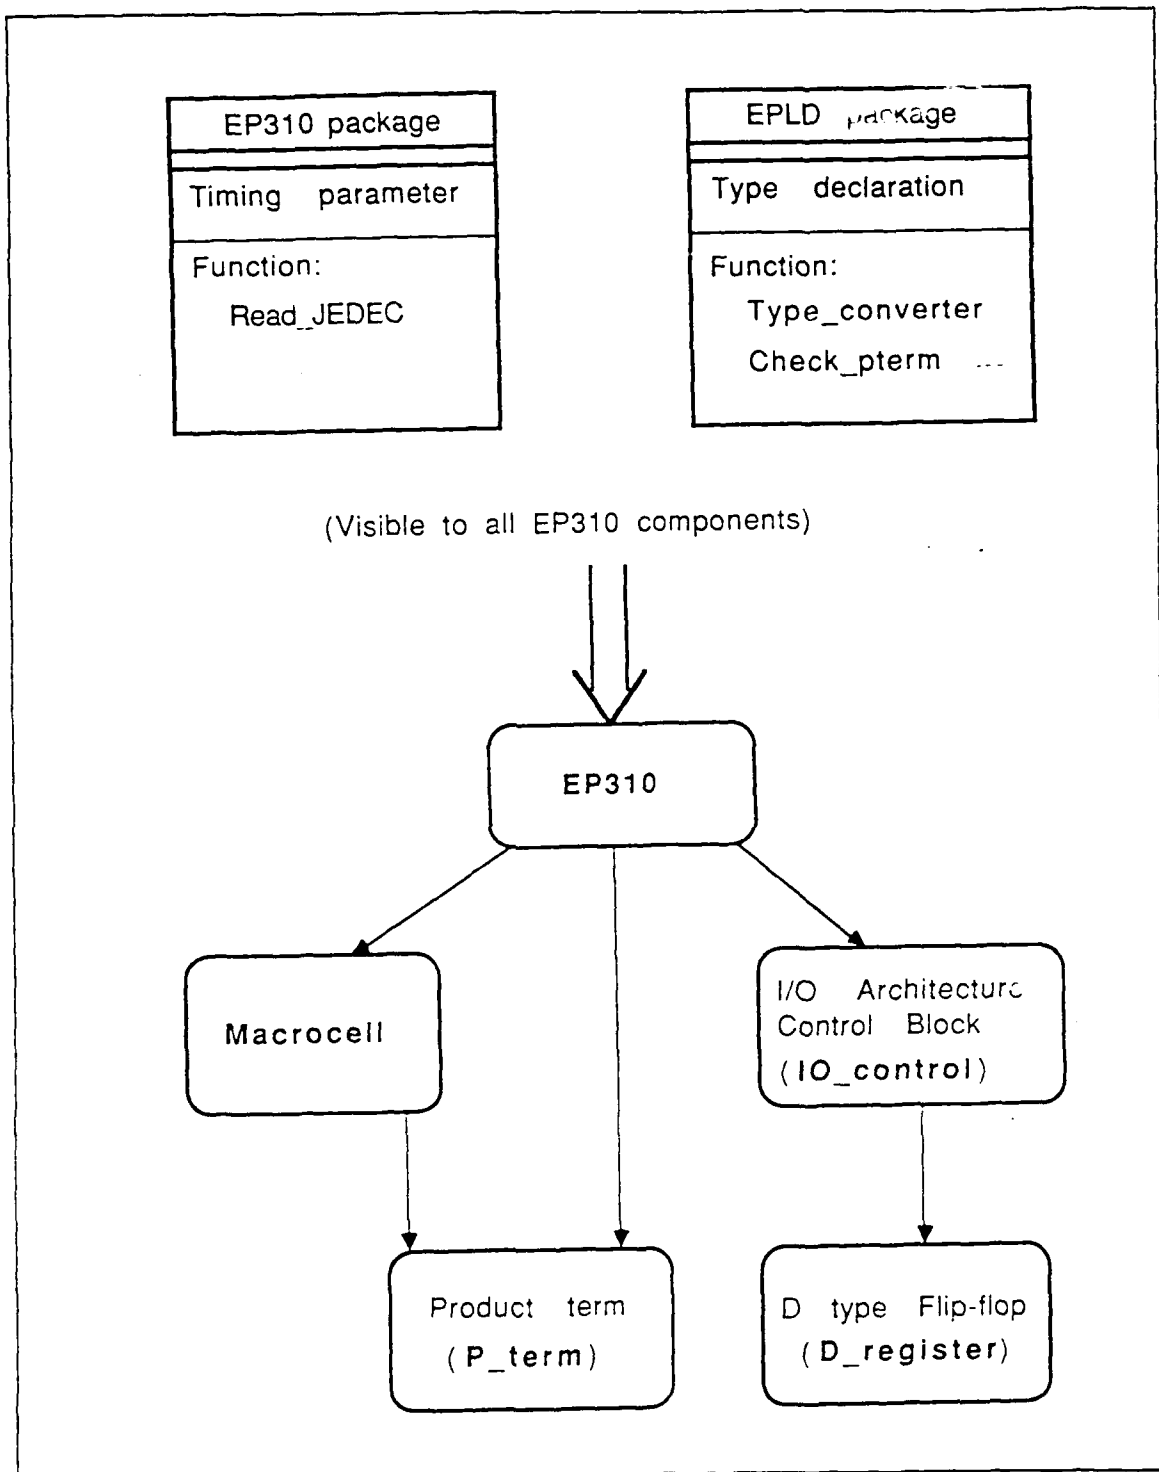 EP310 package
Timing parameter
Function:
Read_JEDEC
EPLD package
Type declaration
Function:
Type_converter
Check_pterm ...
(Visible to all EP310 components)
EP310
Macrocell
I/O Architecture
Control Block
(IO_control)
Product term
(P_term)
D type Flip-flop
(D_register)